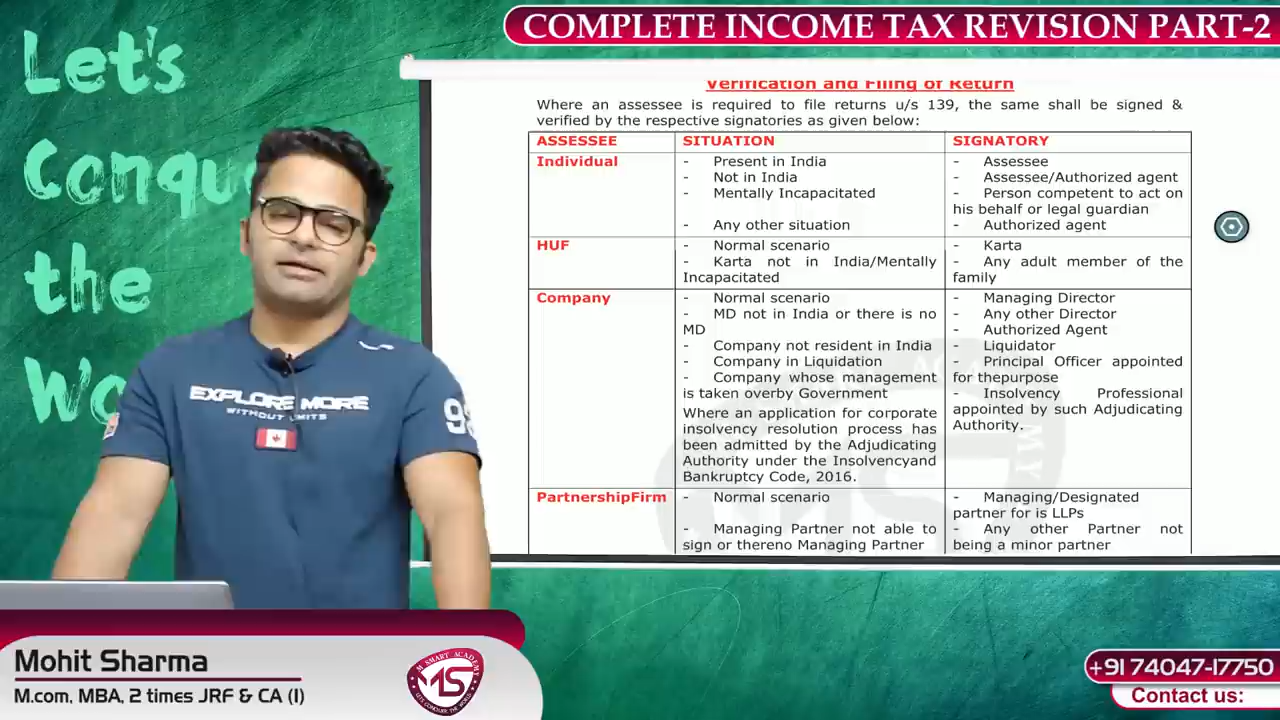 COMPLETE INCOME TAX REVISION PART-2
Let's
Conqu
the
Wo
Verification and Filing of Return
Where an assessee is required to file returns u/s 139, the same shall be signed &
verified by the respective signatories as given below:
ASSESSEE SITUATION SIGNATORY
Individual - Present in India - Assessee
- Not in India - Assessee/Authorized agent
- Mentally Incapacitated - Person competent to act on
his behalf or legal guardian
- Any other situation - Authorized agent
HUF - Normal scenario - Karta
- Karta not in India/Mentally - Any adult member of the
Incapacitated family
Company - Normal scenario - Managing Director
- MD not in India or there is no - Any other Director
MD - Authorized Agent
- Company not resident in India - Liquidator
- Company in Liquidation - Principal Officer appointed
- Company whose management for thepurpose
is taken overby Government - Insolvency Professional
Where an application for corporate appointed by such Adjudicating
insolvency resolution process has Authority.
been admitted by the Adjudicating
Authority under the Insolvencyand
Bankruptcy Code, 2016.
PartnershipFirm - Normal scenario - Managing/Designated
partner for is LLPs
- Managing Partner not able to - Any other Partner not
sign or thereno Managing Partner being a minor partner
EXPLORE MORE
WITHOUT LIMITS
Mohit Sharma
M.com, MBA, 2 times JRF & CA (I)
M SMART ACADEMY
MS
LET'S CONQUER THE WORLD
+91 74047-17750
Contact us: